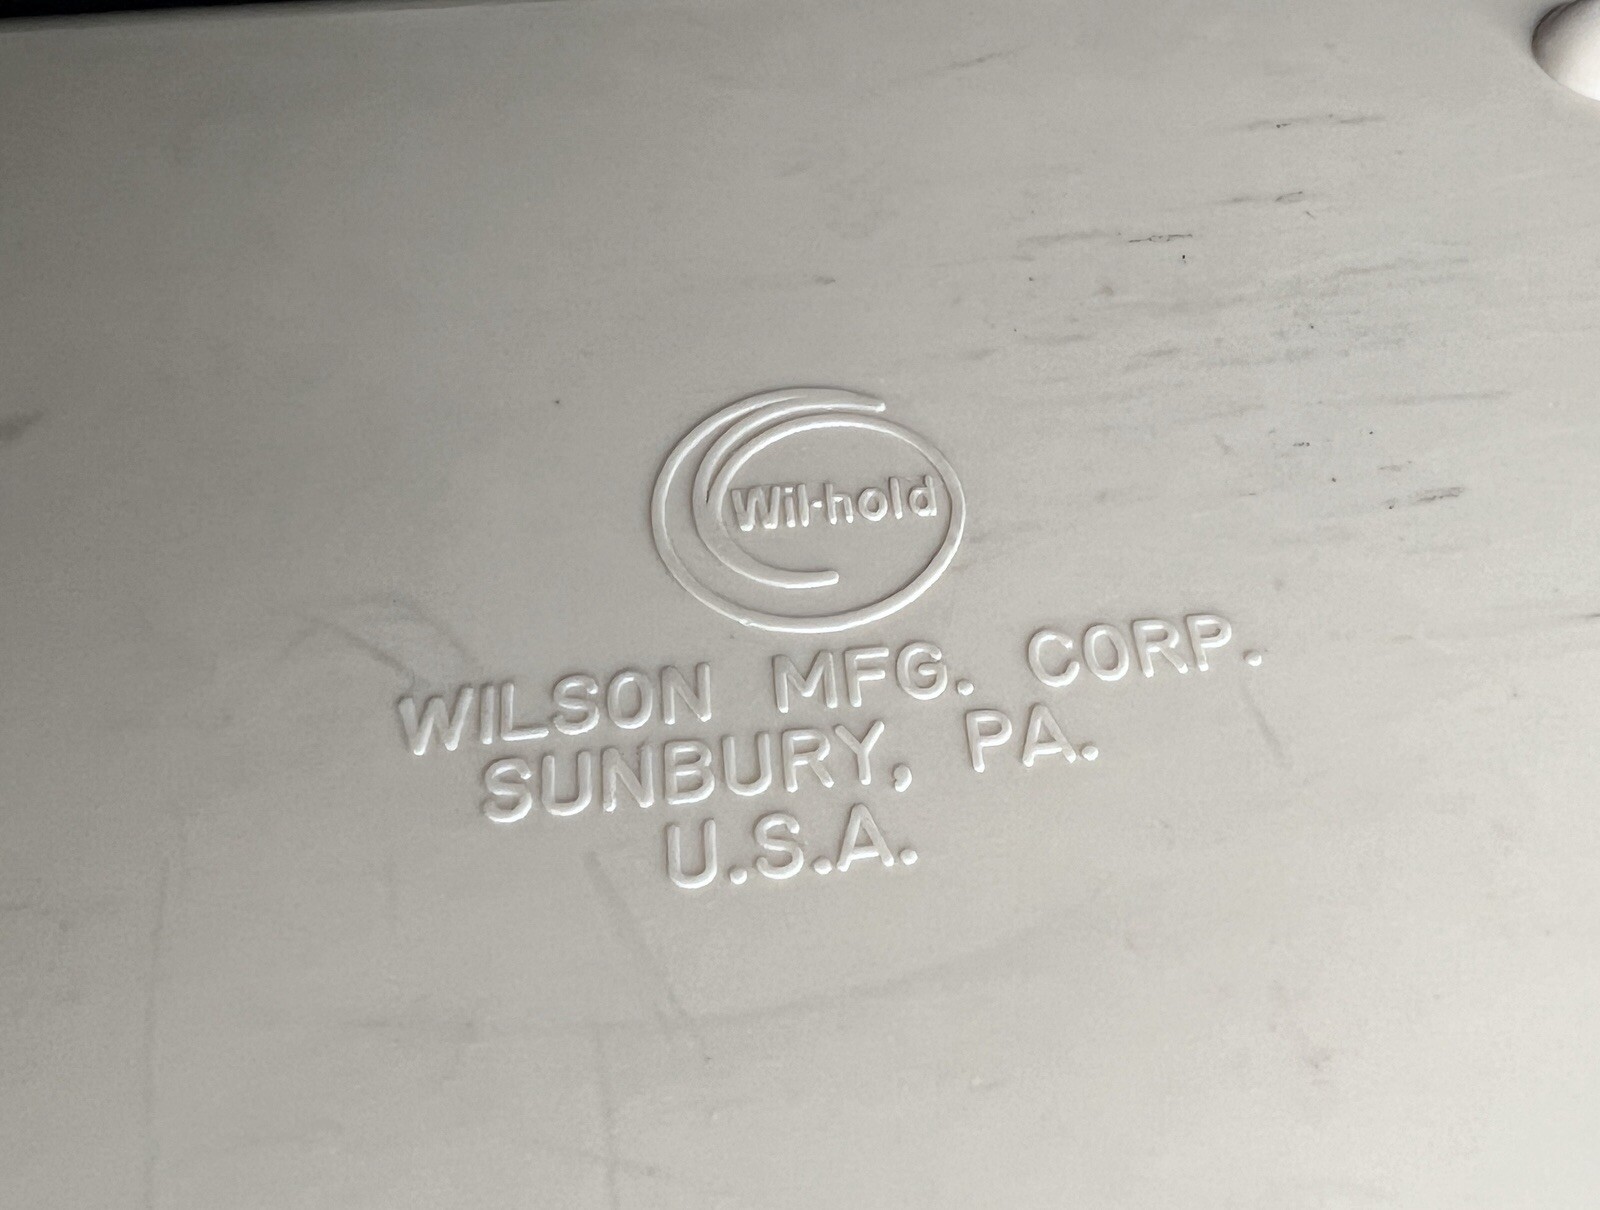 Wil-hold
WILSON MFG. CORP.
SUNBURY, PA.
U.S.A.